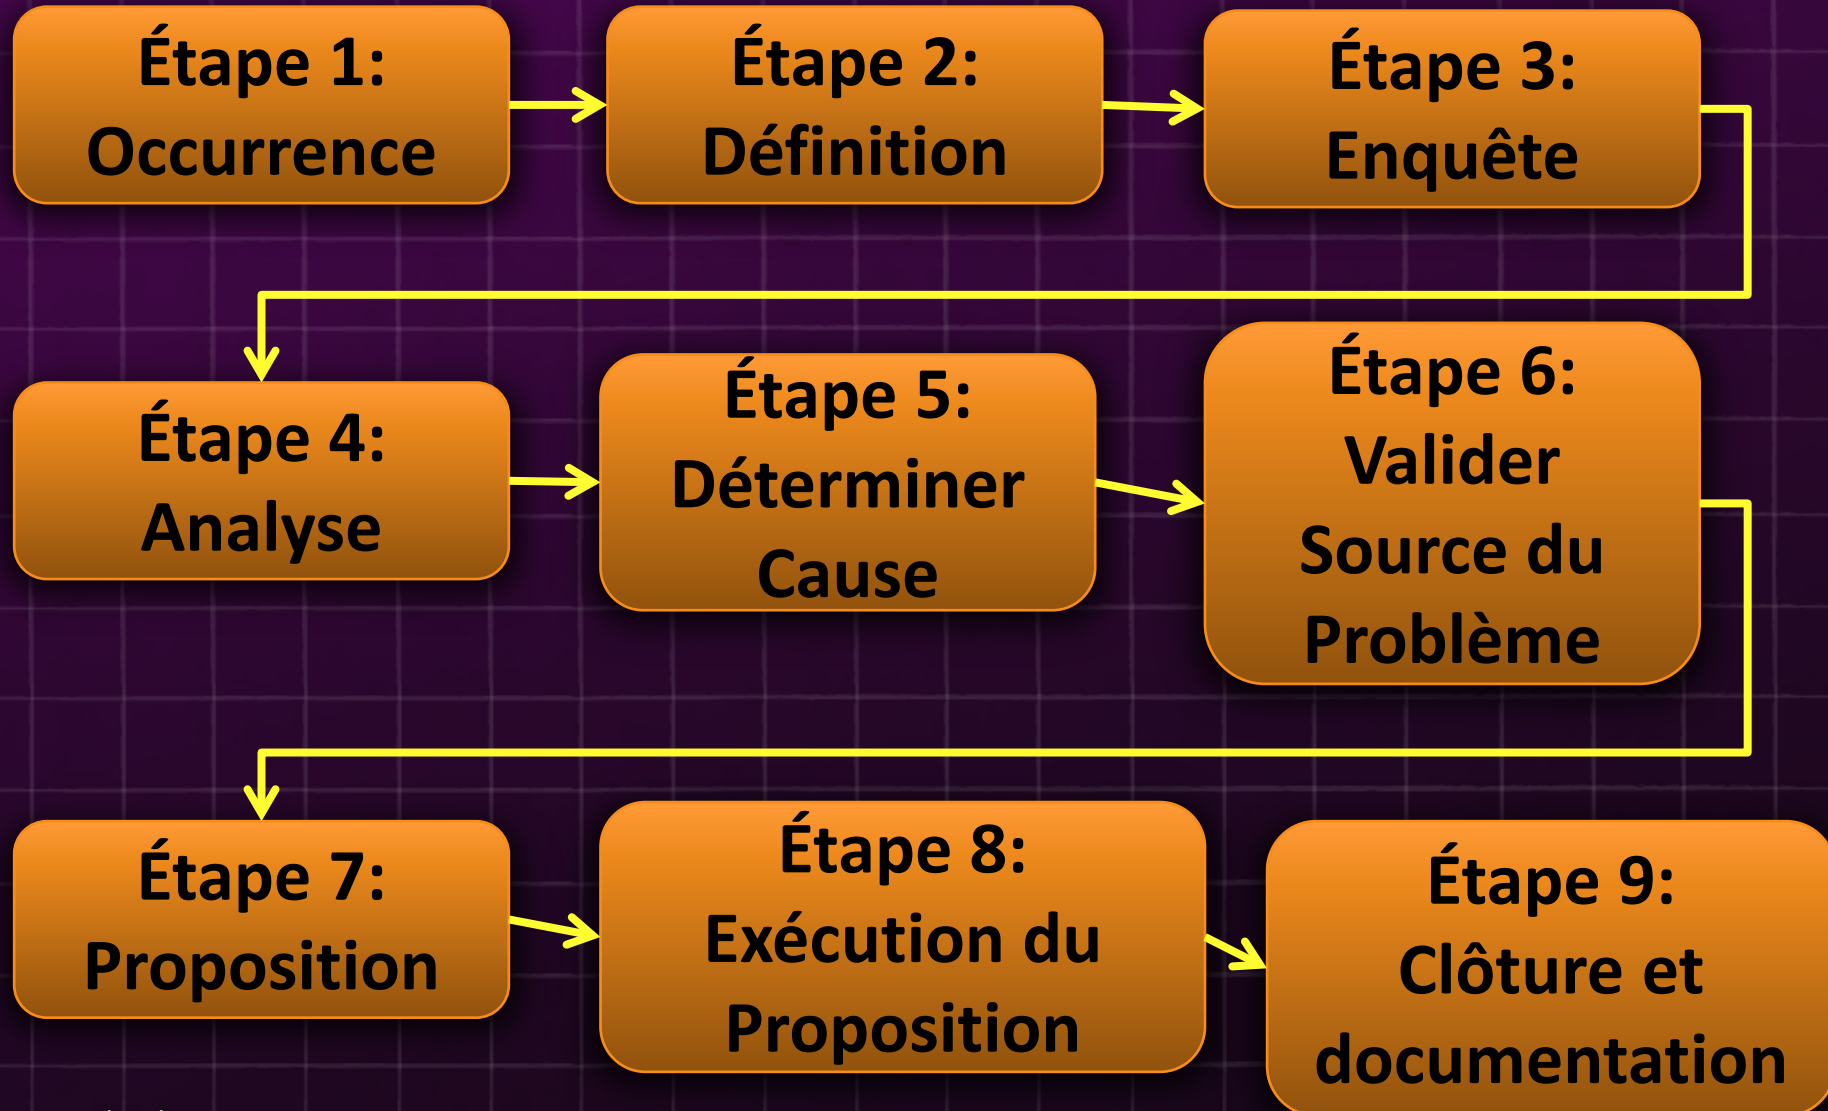 Étape 1:
Occurrence
Étape 2:
Définition
Étape 3:
Enquête
Étape 4:
Analyse
Étape 5:
Déterminer
Cause
Étape 6:
Valider
Source du
Problème
Étape 7:
Proposition
Étape 8:
Exécution du
Proposition
Étape 9:
Clôture et
documentation